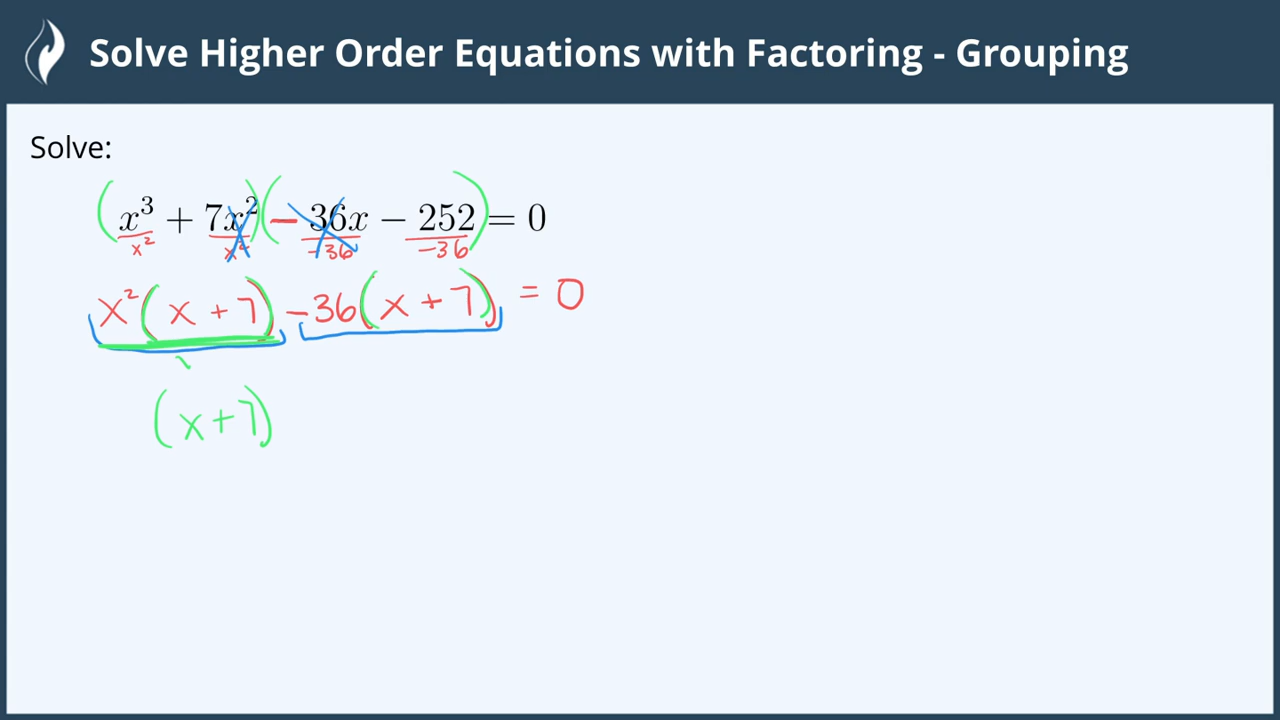 Solve Higher Order Equations with Factoring - Grouping
Solve:
(x³ + 7x²)(− 36x − 252) = 0
x² x² −36 −36
x²(x + 7) −36(x + 7) = 0
(x + 7)